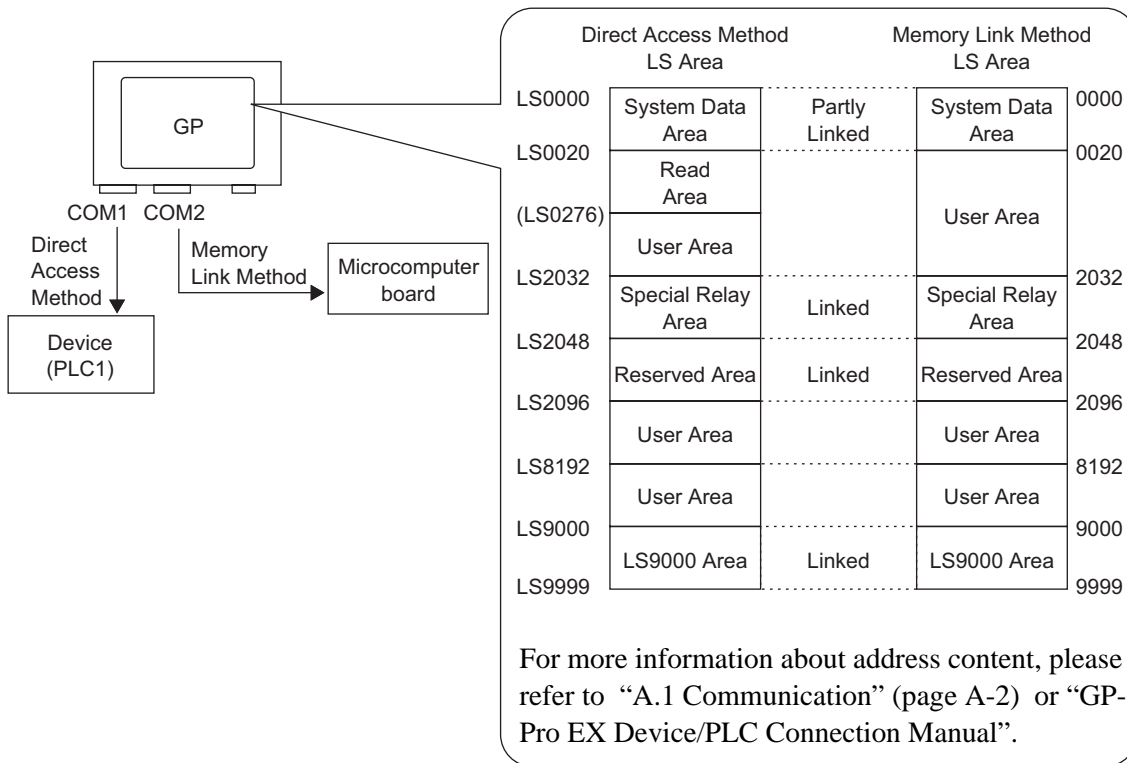 GP
COM1 COM2
Direct
Access
Method
Memory
Link Method
Microcomputer
board
Device
(PLC1)
Direct Access Method
LS Area
Memory Link Method
LS Area
LS0000
System Data
Area
Partly
Linked
System Data
Area
0000
LS0020
0020
Read
Area
(LS0276)
User Area
User Area
LS2032
2032
Special Relay
Area
Linked
Special Relay
Area
LS2048
2048
Reserved Area
Linked
Reserved Area
LS2096
2096
User Area
User Area
LS8192
8192
User Area
User Area
LS9000
9000
LS9000 Area
Linked
LS9000 Area
LS9999
9999
For more information about address content, please
refer to “A.1 Communication” (page A-2) or “GP-
Pro EX Device/PLC Connection Manual”.